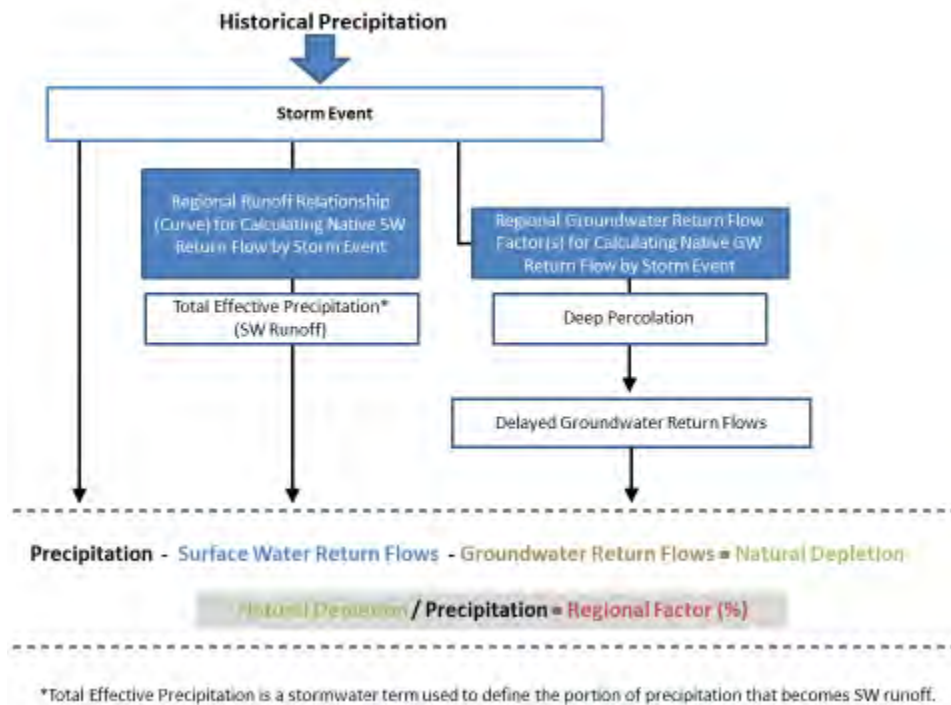 Historical Precipitation
Storm Event
Regional Runoff Relationship
(Curve) for Calculating Native SW
Return Flow by Storm Event
Regional Groundwater Return Flow
Factor(s) for Calculating Native GW
Return Flow by Storm Event
Total Effective Precipitation*
(SW Runoff)
Deep Percolation
Delayed Groundwater Return Flows
Precipitation - Surface Water Return Flows - Groundwater Return Flows = Natural Depletion
Natural Depletion / Precipitation = Regional Factor (%)
*Total Effective Precipitation is a stormwater term used to define the portion of precipitation that becomes SW runoff.